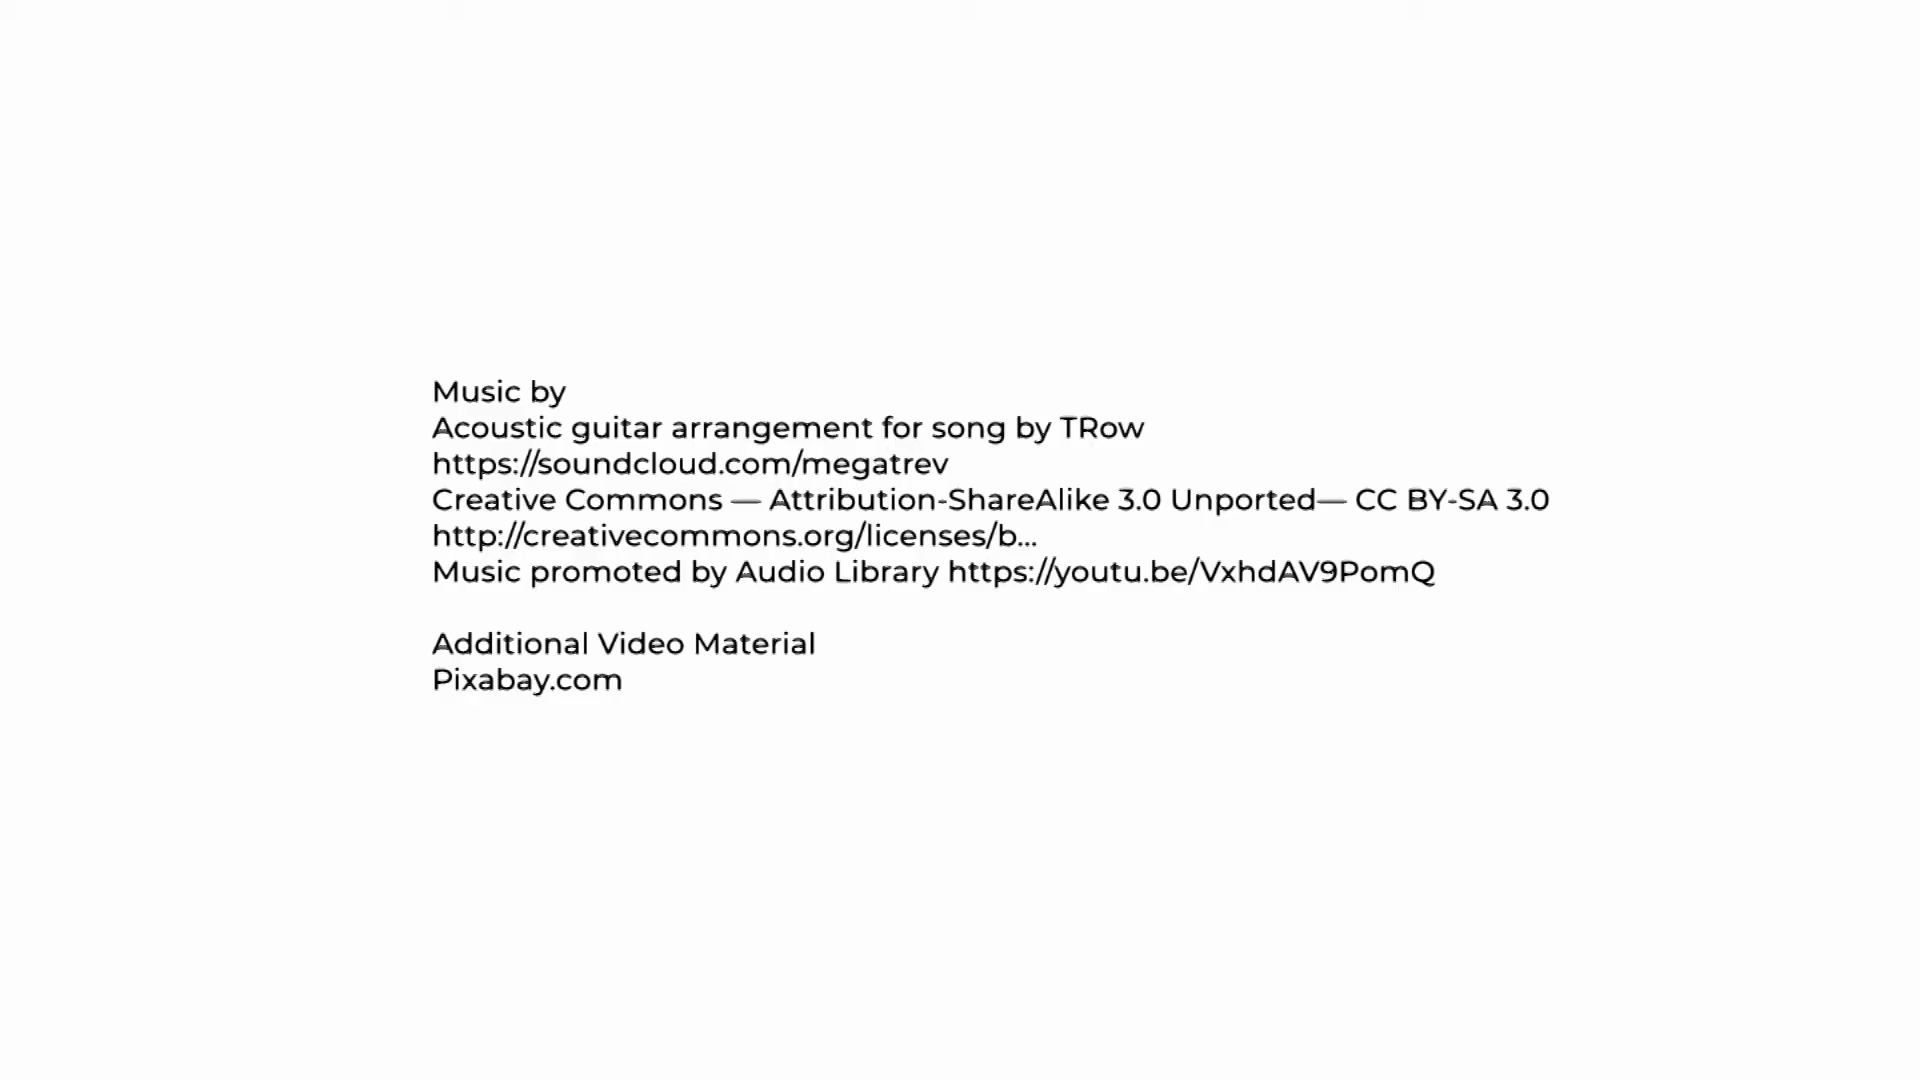 Music by
Acoustic guitar arrangement for song by TRow
https://soundcloud.com/megatrev
Creative Commons — Attribution-ShareAlike 3.0 Unported— CC BY-SA 3.0
http://creativecommons.org/licenses/b...
Music promoted by Audio Library https://youtu.be/VxhdAV9PomQ
Additional Video Material
Pixabay.com